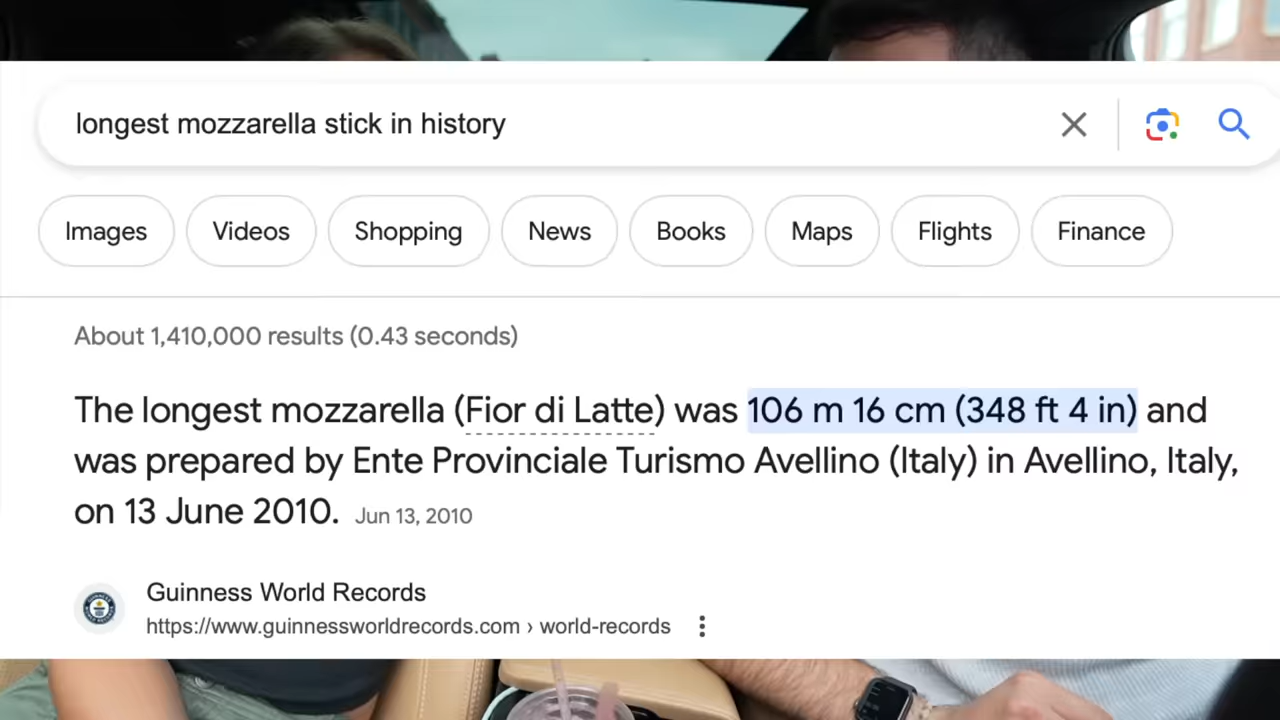 longest mozzarella stick in history
Images Videos Shopping News Books Maps Flights Finance
About 1,410,000 results (0.43 seconds)
The longest mozzarella (Fior di Latte) was 106 m 16 cm (348 ft 4 in) and
was prepared by Ente Provinciale Turismo Avellino (Italy) in Avellino, Italy,
on 13 June 2010. Jun 13, 2010
Guinness World Records
https://www.guinnessworldrecords.com › world-records